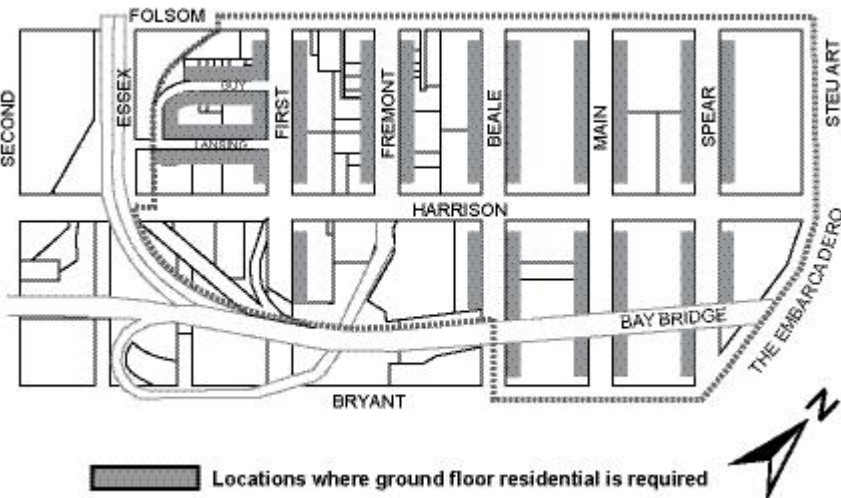 FOLSOM
SECOND
ESSEX
GUY
LANSING
FIRST
FREMONT
BEALE
MAIN
SPEAR
STEUART
HARRISON
THE EMBARCADERO
BAY BRIDGE
BRYANT
N
Locations where ground floor residential is required